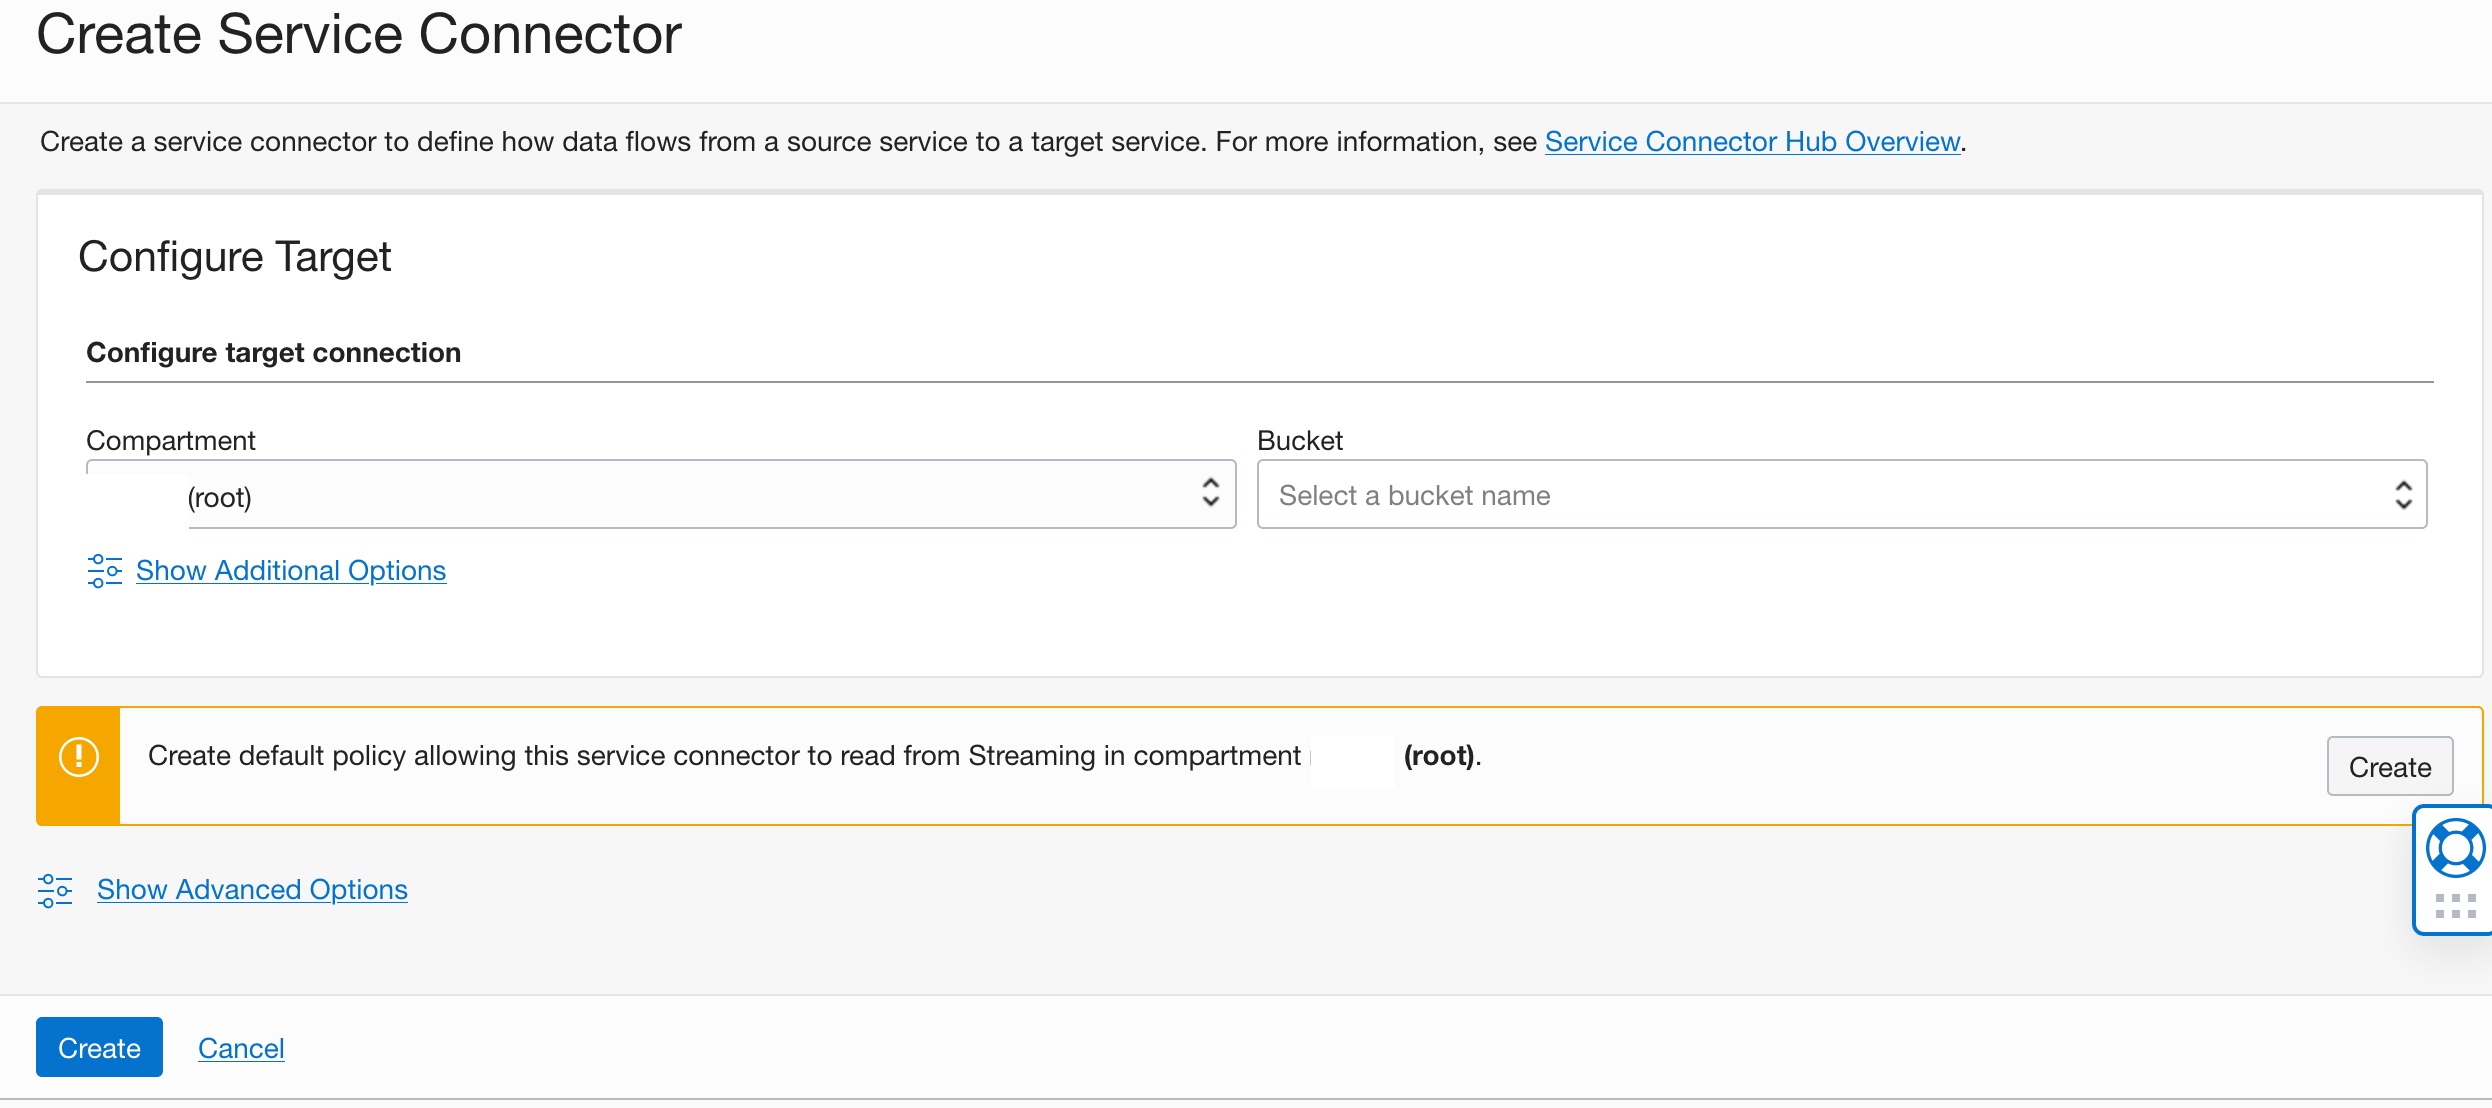 Create Service Connector
Create a service connector to define how data flows from a source service to a target service. For more information, see Service Connector Hub Overview.
Configure Target
Configure target connection
Compartment
Bucket
(root)
Select a bucket name
Show Additional Options
Create default policy allowing this service connector to read from Streaming in compartment (root).
Create
Show Advanced Options
Create
Cancel